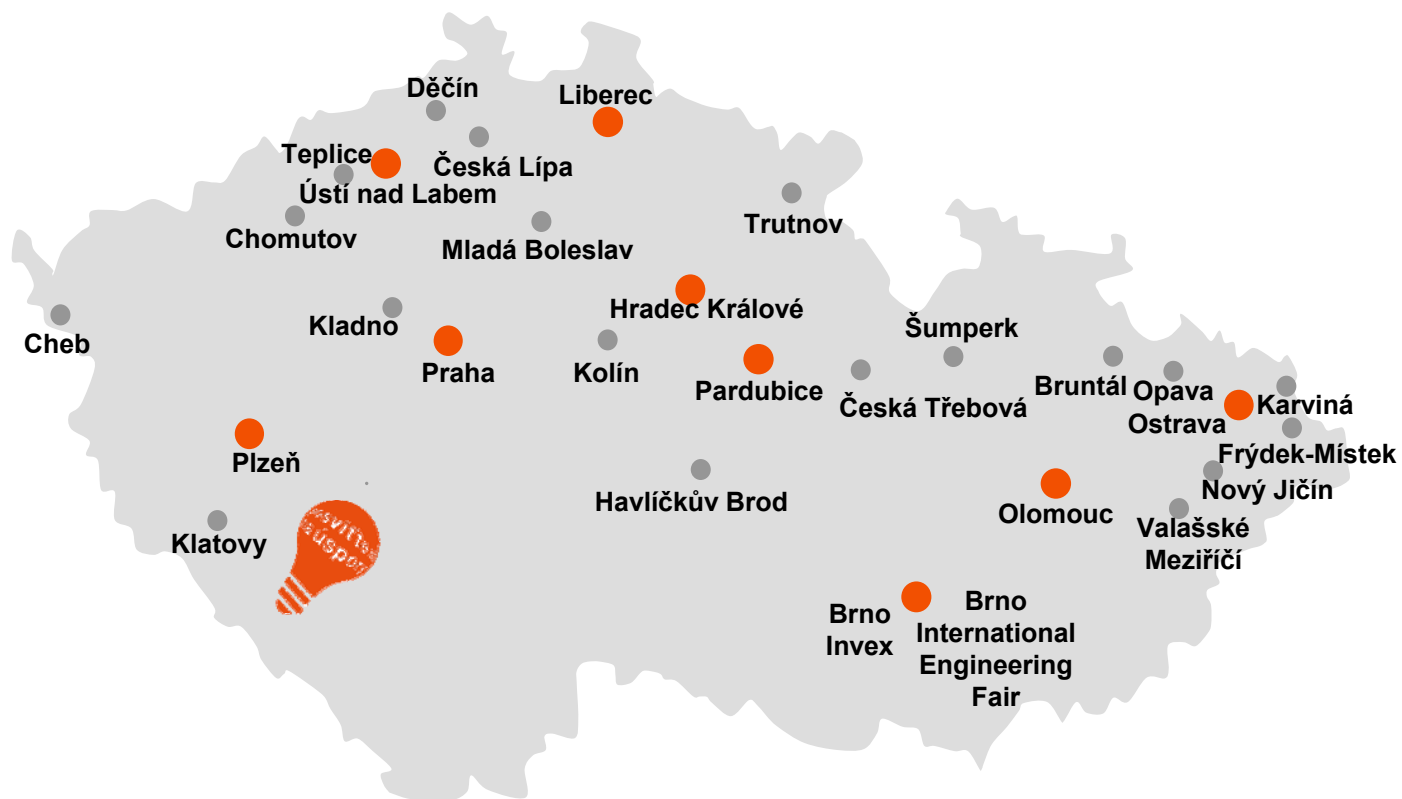 Děčín
Liberec
Teplice
Česká Lípa
Ústí nad Labem
Trutnov
Chomutov
Mladá Boleslav
Hradec Králové
Kladno
Šumperk
Cheb
Praha
Kolín
Pardubice
Bruntál
Opava
Ostrava
Karviná
Česká Třebová
Frýdek-Místek
Plzeň
Nový Jičín
Havlíčkův Brod
Olomouc
Valašské
Meziříčí
Klatovy
Brno
Invex
Brno
International
Engineering
Fair